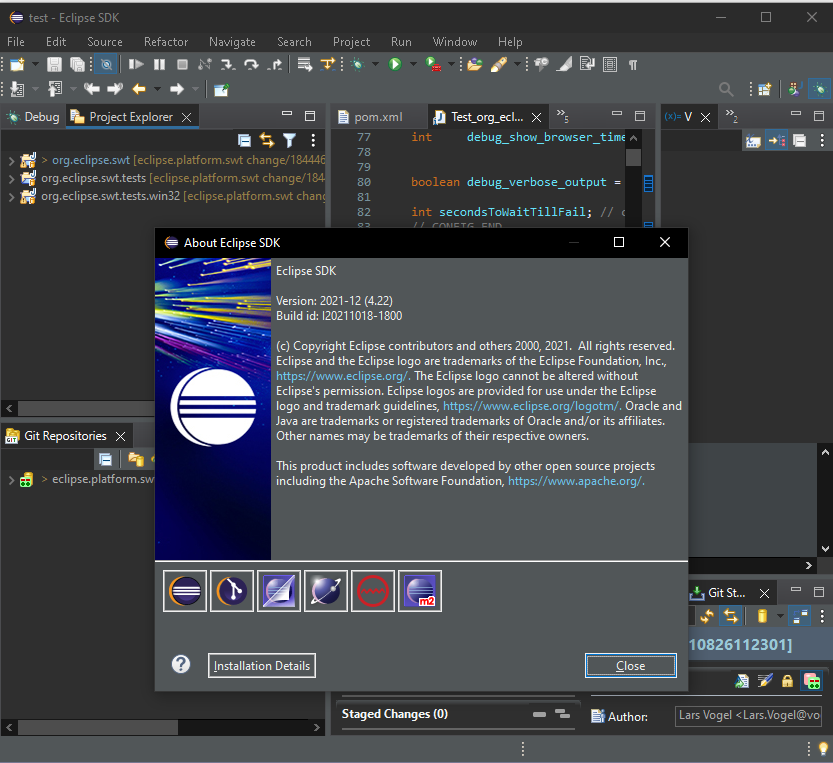 test - Eclipse SDK
File Edit Source Refactor Navigate Search Project Run Window Help
Debug Project Explorer
pom.xml Test_org_ecl... »5
(x)= V »2
> org.eclipse.swt [eclipse.platform.swt change/184446
org.eclipse.swt.tests [eclipse.platform.swt change/184
org.eclipse.swt.tests.win32 [eclipse.platform.swt change
77 int debug_show_browser_time
78
79
80 boolean debug_verbose_output =
81
82 int secondsToWaitTillFail; //
83 // CONFIG END
Git Repositories
> eclipse.platform.sw
About Eclipse SDK
Eclipse SDK
Version: 2021-12 (4.22)
Build id: I20211018-1800
(c) Copyright Eclipse contributors and others 2000, 2021. All rights reserved.
Eclipse and the Eclipse logo are trademarks of the Eclipse Foundation, Inc.,
https://www.eclipse.org/. The Eclipse logo cannot be altered without
Eclipse's permission. Eclipse logos are provided for use under the Eclipse
logo and trademark guidelines, https://www.eclipse.org/logotm/. Oracle and
Java are trademarks or registered trademarks of Oracle and/or its affiliates.
Other names may be trademarks of their respective owners.
This product includes software developed by other open source projects
including the Apache Software Foundation, https://www.apache.org/.
m2
? Installation Details Close
Git St...
10826112301]
Staged Changes (0)
Author: Lars Vogel <Lars.Vogel@vo